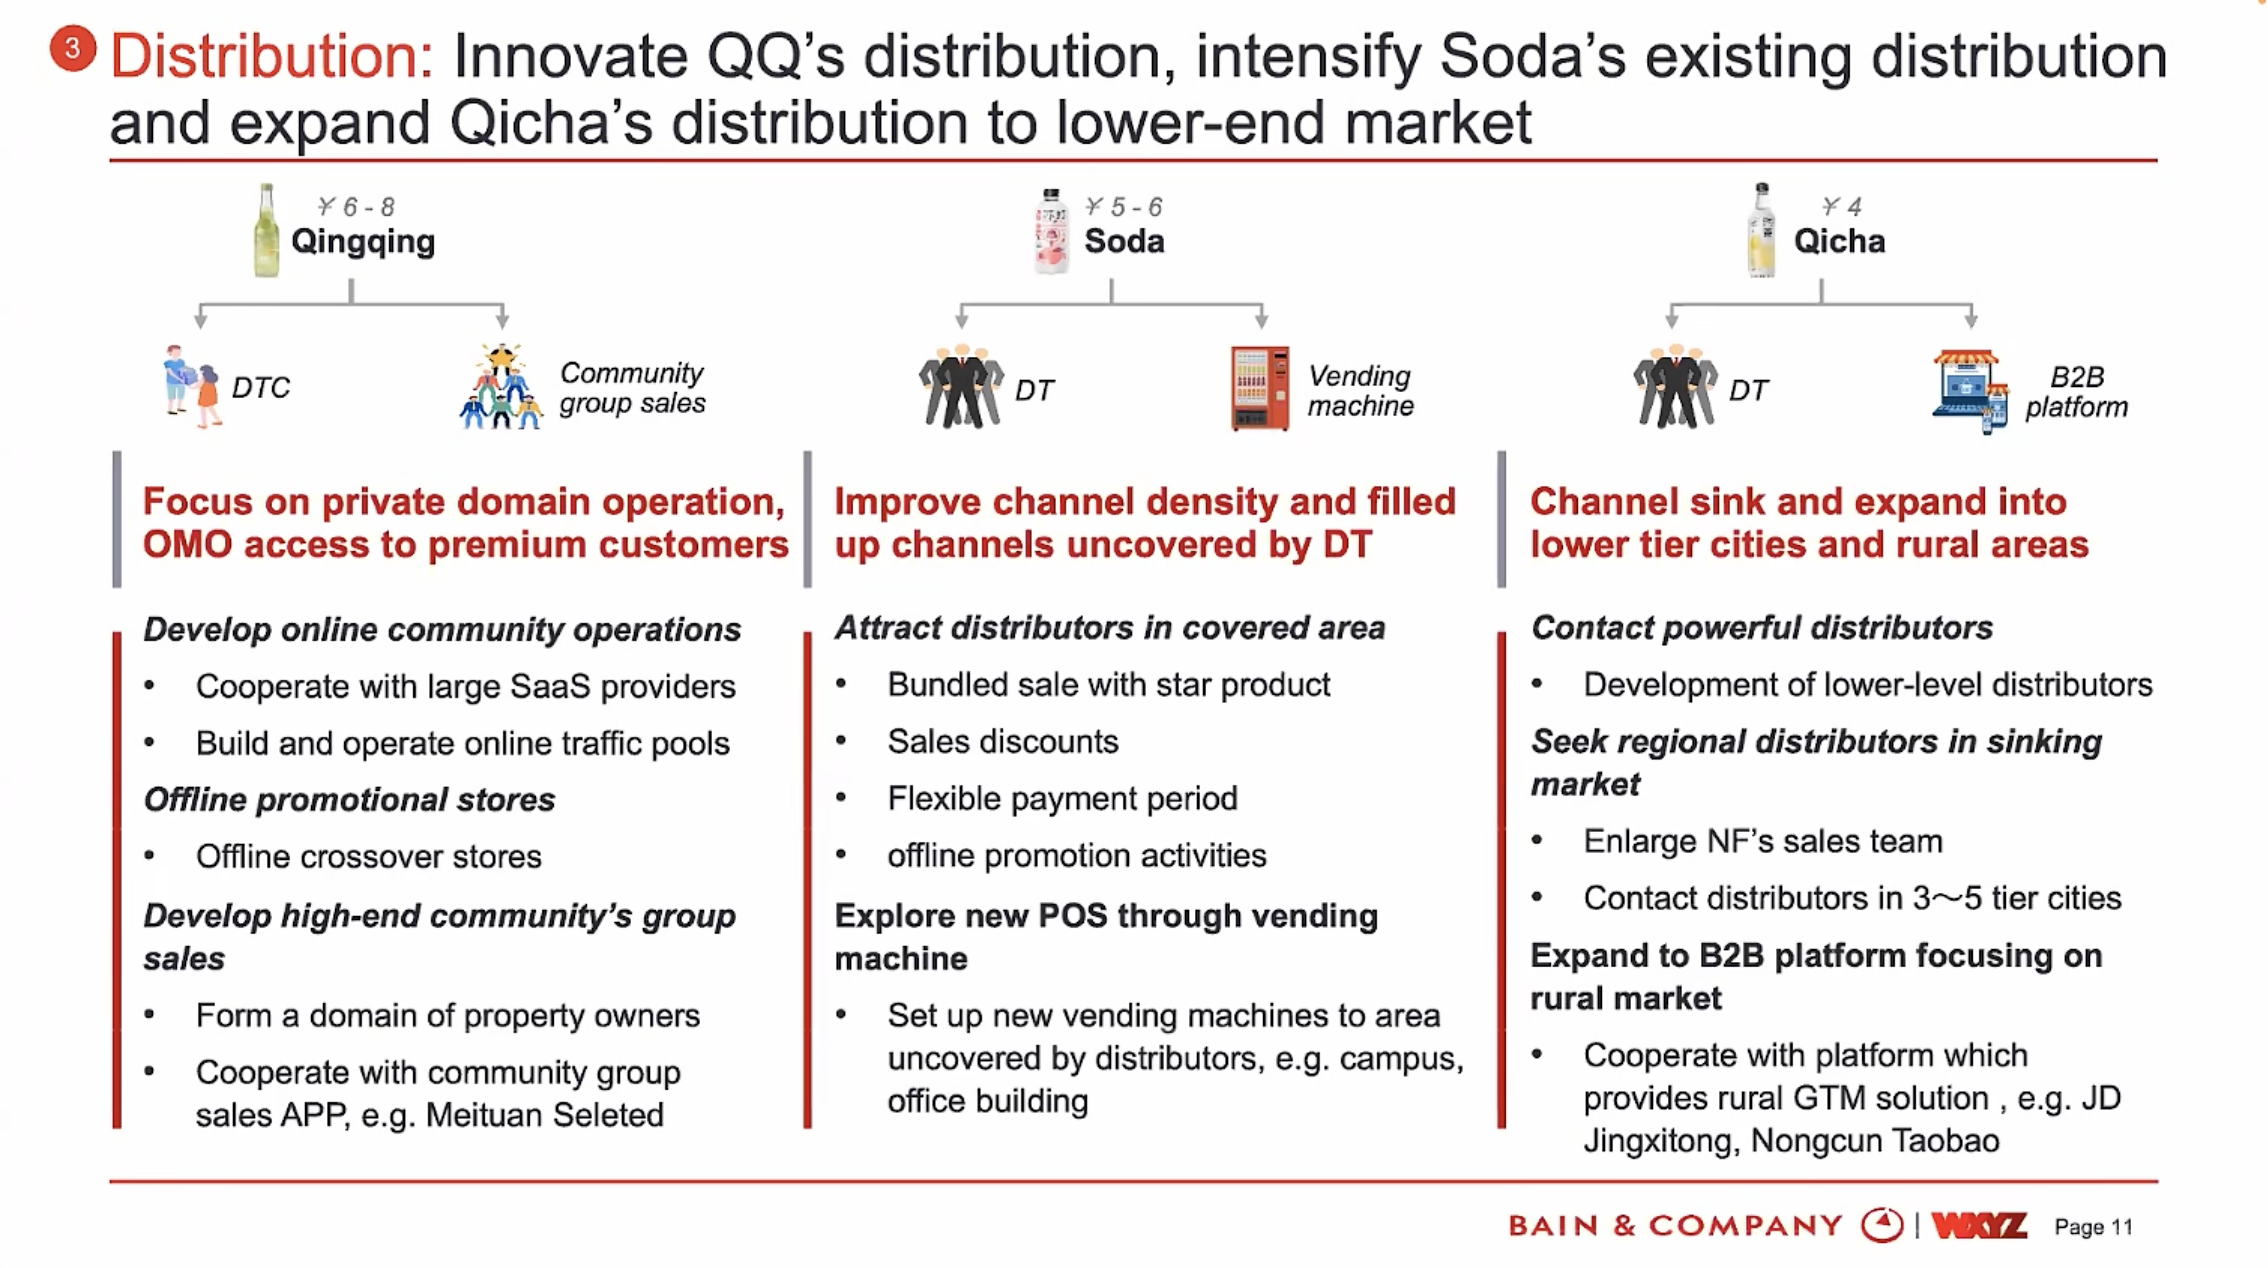 3
Distribution: Innovate QQ's distribution, intensify Soda's existing distribution
and expand Qicha's distribution to lower-end market
¥ 6 - 8
Qingqing
DTC
Community
group sales
Focus on private domain operation,
OMO access to premium customers
Develop online community operations
• Cooperate with large SaaS providers
• Build and operate online traffic pools
Offline promotional stores
• Offline crossover stores
Develop high-end community's group
sales
• Form a domain of property owners
• Cooperate with community group
sales APP, e.g. Meituan Seleted
¥ 5 - 6
Soda
DT
Vending
machine
Improve channel density and filled
up channels uncovered by DT
Attract distributors in covered area
• Bundled sale with star product
• Sales discounts
• Flexible payment period
• offline promotion activities
Explore new POS through vending
machine
• Set up new vending machines to area
uncovered by distributors, e.g. campus,
office building
¥ 4
Qicha
DT
B2B
platform
Channel sink and expand into
lower tier cities and rural areas
Contact powerful distributors
• Development of lower-level distributors
Seek regional distributors in sinking
market
• Enlarge NF's sales team
• Contact distributors in 3～5 tier cities
Expand to B2B platform focusing on
rural market
• Cooperate with platform which
provides rural GTM solution , e.g. JD
Jingxitong, Nongcun Taobao
BAIN & COMPANY | WXYZ Page 11